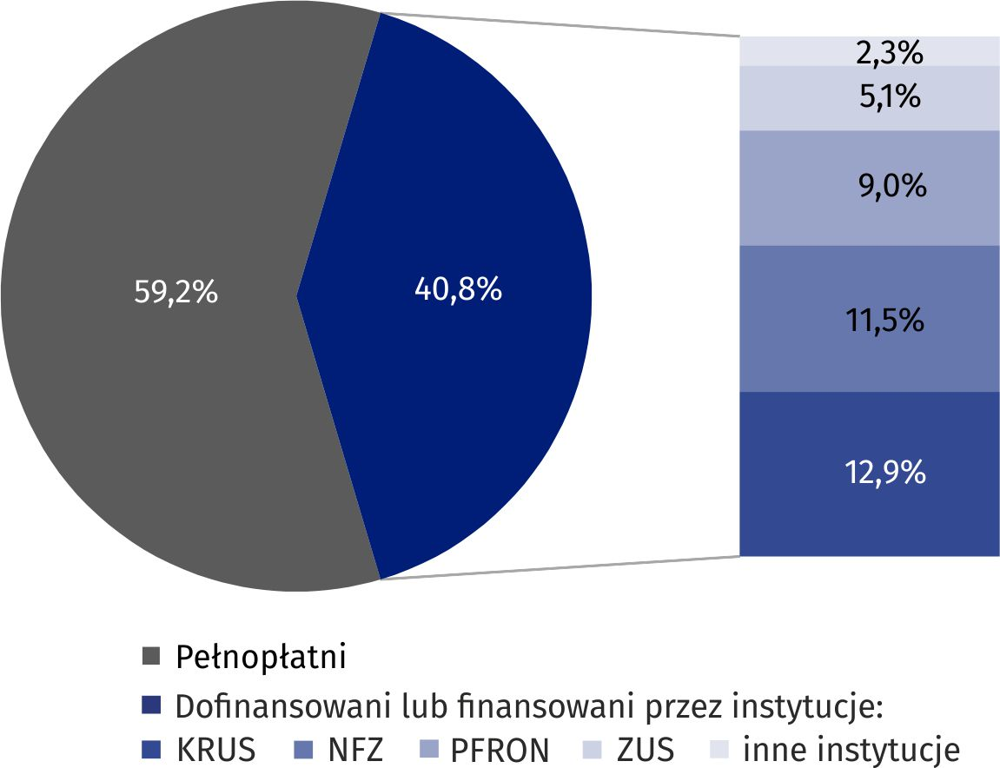 59,2%
40,8%
2,3%
5,1%
9,0%
11,5%
12,9%
Pełnopłatni
Dofinansowani lub finansowani przez instytucje:
KRUS NFZ PFRON ZUS inne instytucje